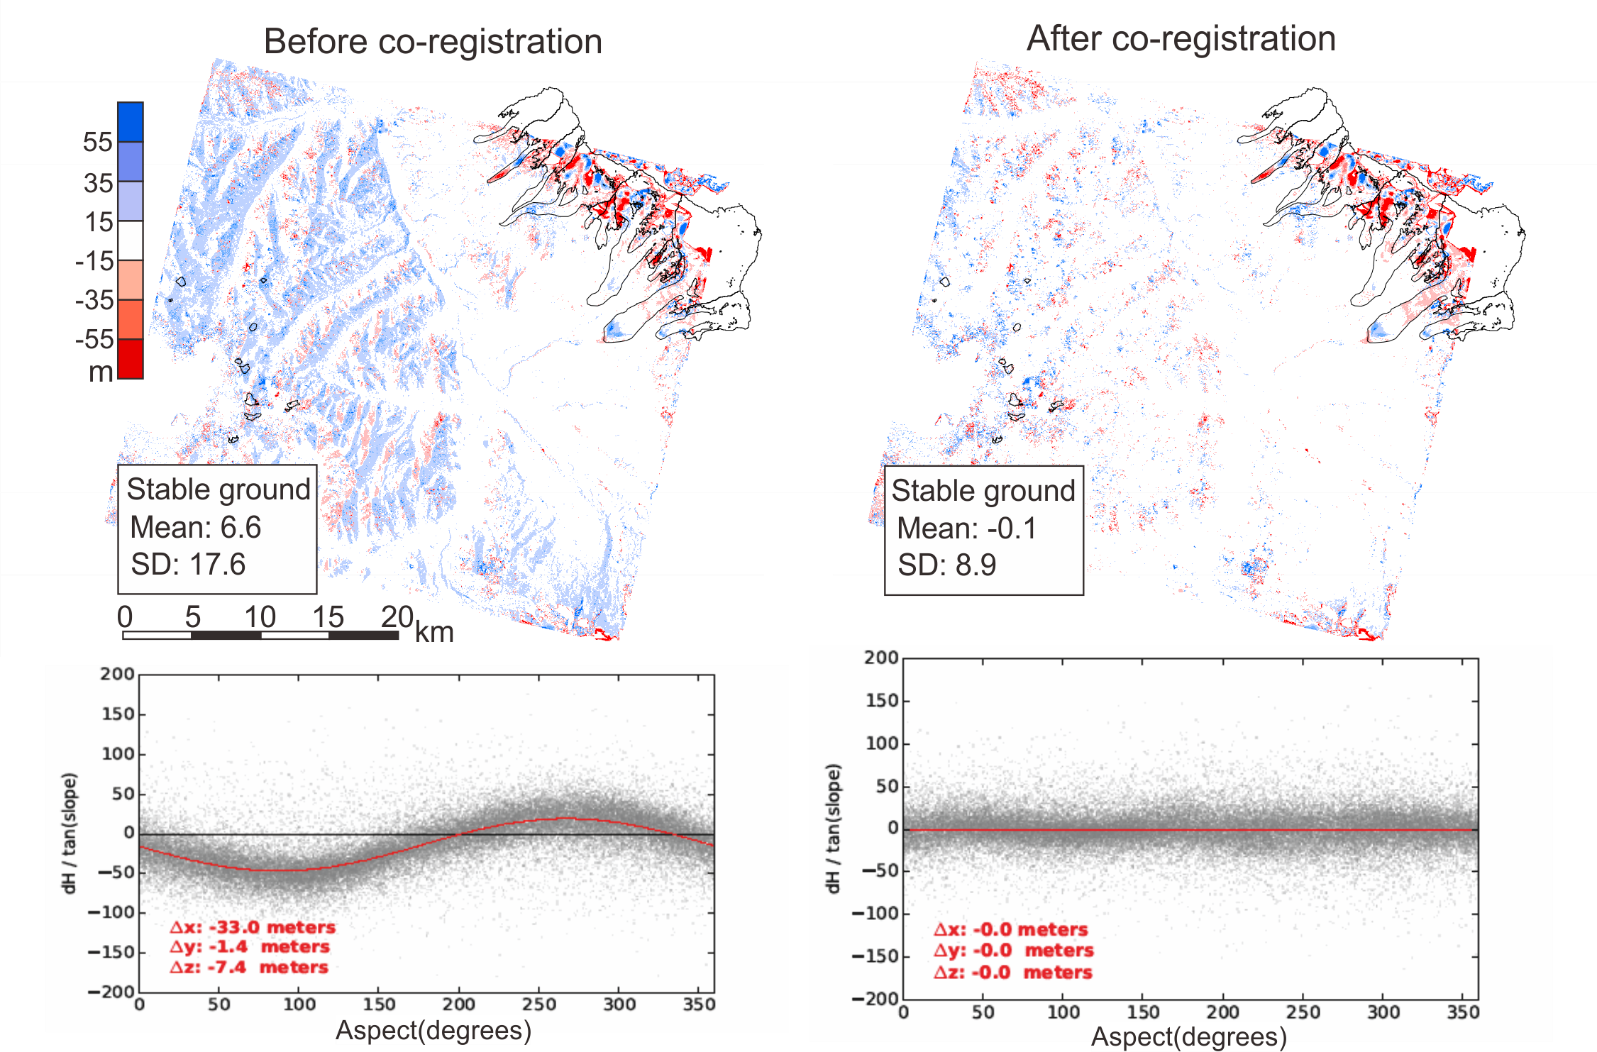 Before co-registration
After co-registration
55
35
15
-15
-35
-55
m
Stable ground
Mean: 6.6
SD: 17.6
Stable ground
Mean: -0.1
SD: 8.9
0 5 10 15 20 km
200
150
100
50
0
−50
−100
−150
−200
dH / tan(slope)
Δx: -33.0 meters
Δy: -1.4 meters
Δz: -7.4 meters
0 50 100 150 200 250 300 350
Aspect(degrees)
200
150
100
50
0
−50
−100
−150
−200
dH / tan(slope)
Δx: -0.0 meters
Δy: -0.0 meters
Δz: -0.0 meters
0 50 100 150 200 250 300 350
Aspect(degrees)